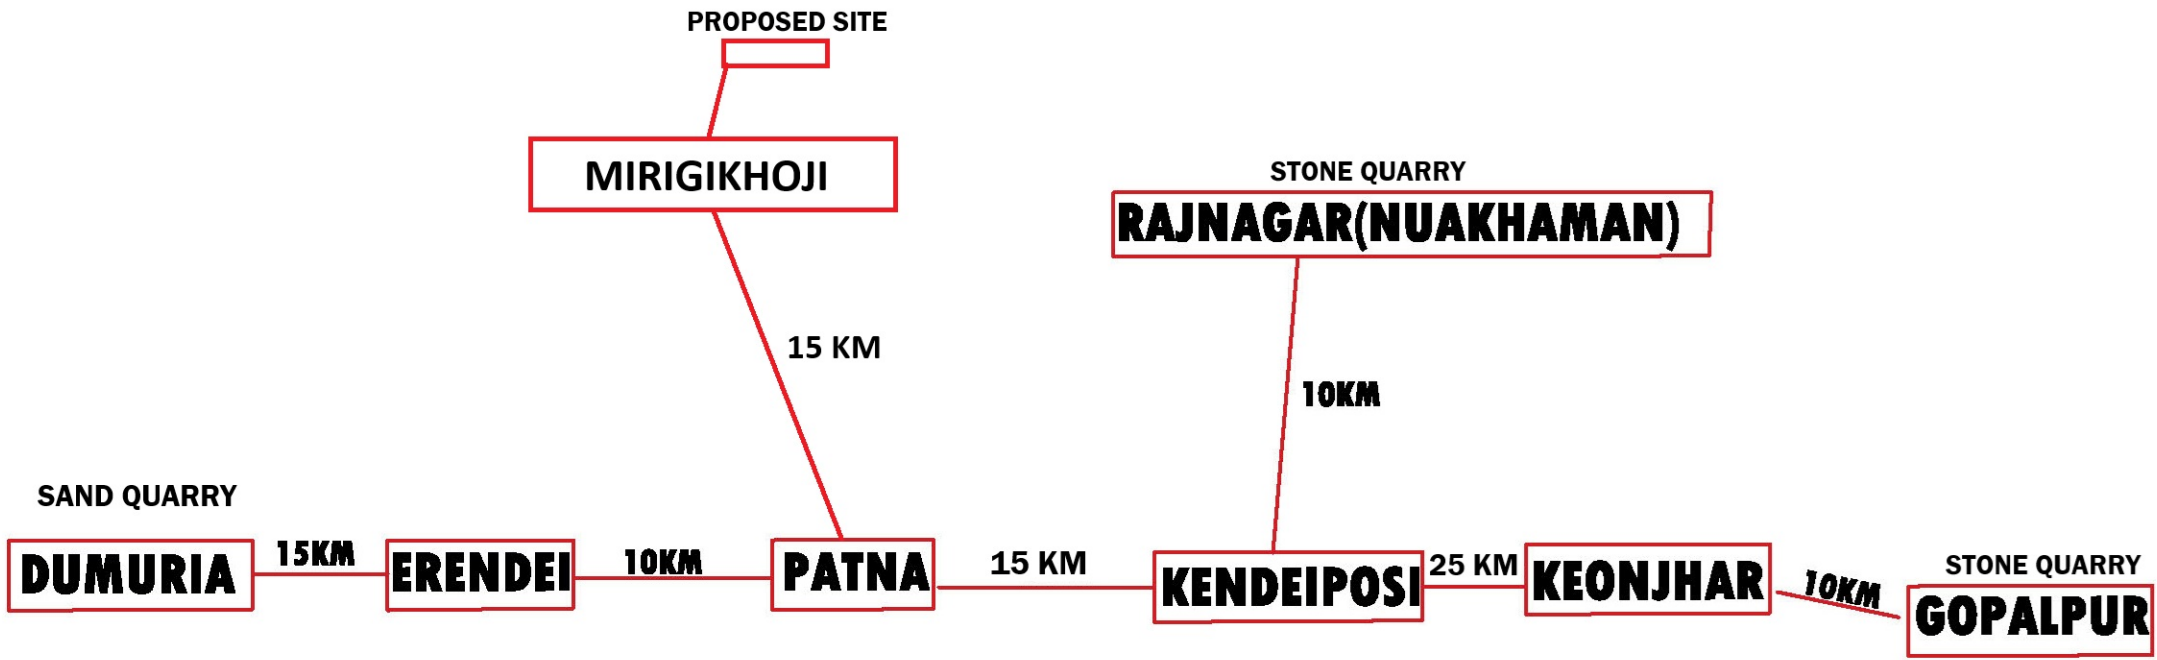 PROPOSED SITE
MIRIGIKHOJI
STONE QUARRY
RAJNAGAR(NUAKHAMAN)
15 KM
10KM
SAND QUARRY
DUMURIA
15KM
ERENDEI
10KM
PATNA
15 KM
KENDEIPOSI
25 KM
KEONJHAR
10KM
STONE QUARRY
GOPALPUR